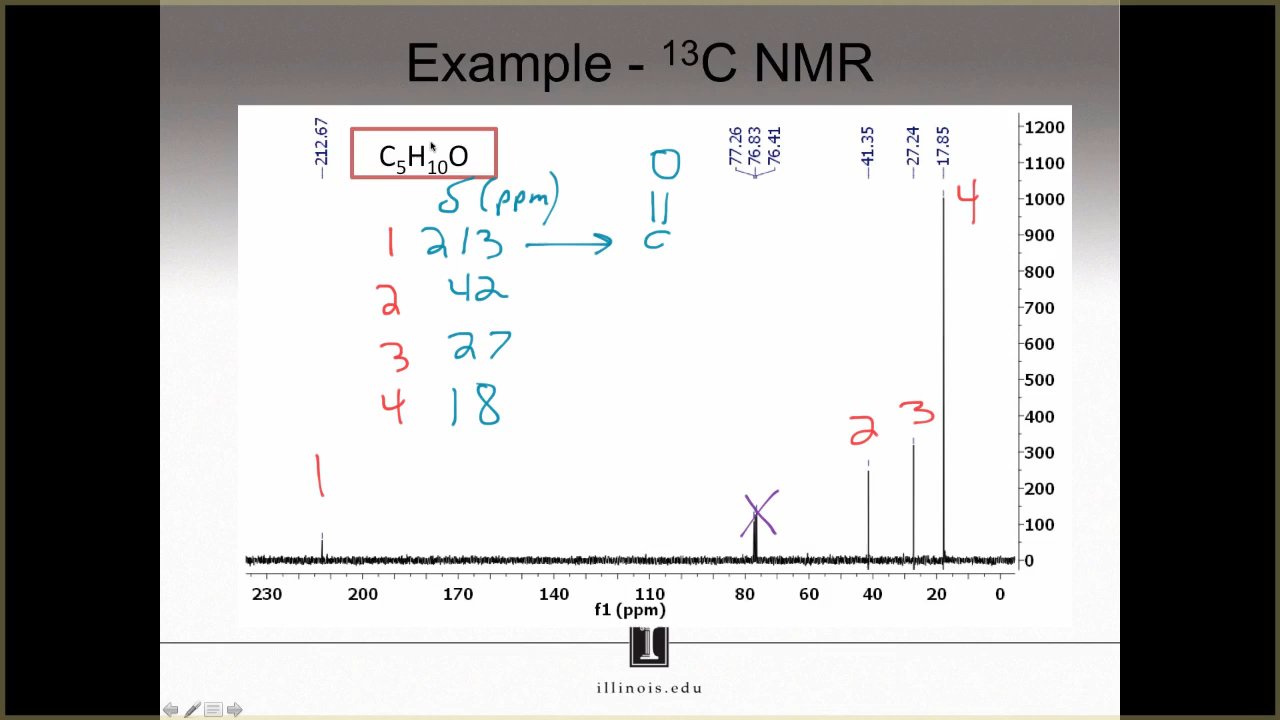 Example - ¹³C NMR
212.67
77.26
76.83
76.41
41.35
27.24
17.85
C₅H₁₀O
δ (ppm)
1 213 → O
||
C
2 42
3 27
4 18
1
X
2
3
4
1200
1100
1000
900
800
700
600
500
400
300
200
100
0
230 200 170 140 110 80 60 40 20 0
f1 (ppm)
I
illinois.edu